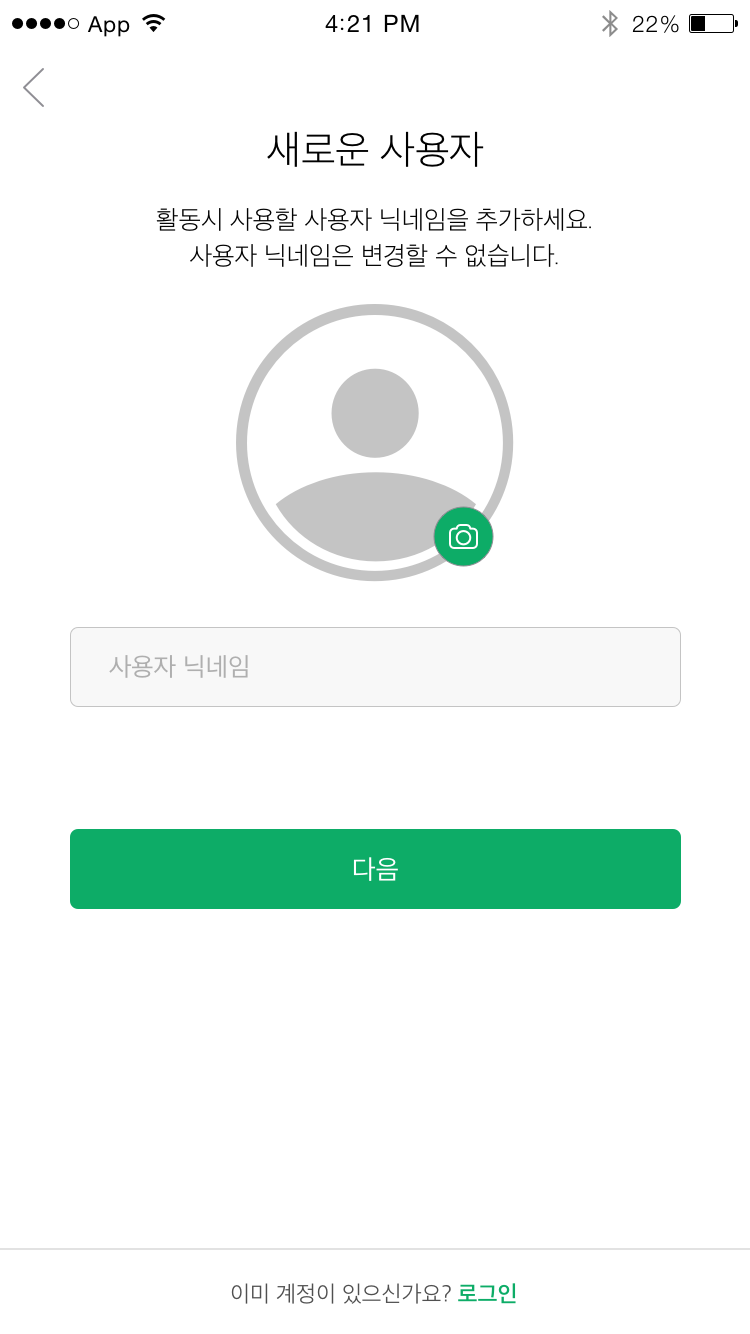 App 4:21 PM 22%
새로운 사용자
활동시 사용할 사용자 닉네임을 추가하세요.
사용자 닉네임은 변경할 수 없습니다.
사용자 닉네임
다음
이미 계정이 있으신가요? 로그인